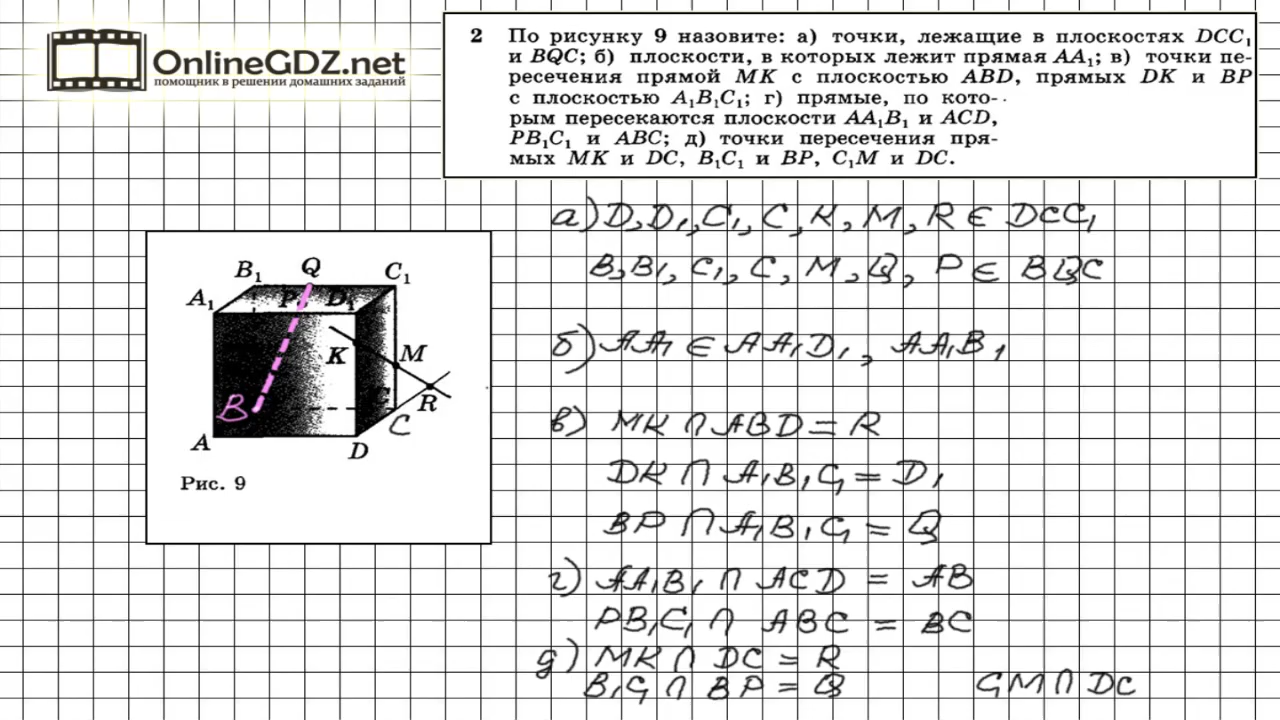 OnlineGDZ.net
помощник в решении домашних заданий
2 По рисунку 9 назовите: а) точки, лежащие в плоскостях DCC₁
и BQC; б) плоскости, в которых лежит прямая AA₁; в) точки пе-
ресечения прямой MK с плоскостью ABD, прямых DK и BP
с плоскостью A₁B₁C₁; г) прямые, по кото-
рым пересекаются плоскости AA₁B₁ и ACD,
PB₁C₁ и ABC; д) точки пересечения пря-
мых MK и DC, B₁C₁ и BP, C₁M и DC.
а) D, D₁, C₁, C, K, M, R ∈ DCC₁
B, B₁, C₁, C, M, Q, P ∈ BQC
б) AA₁ ∈ AA₁D₁, AA₁B₁
в) MK ∩ ABD = R
DK ∩ A₁B₁C₁ = D₁
BP ∩ A₁B₁C₁ = Q
г) AA₁B₁ ∩ ACD = AB
PB₁C₁ ∩ ABC = BC
д) MK ∩ DC = R
B₁C₁ ∩ BP = Q C₁M ∩ DC
B₁ Q C₁
A₁ P D₁
K M
B C R
A D C
Рис. 9